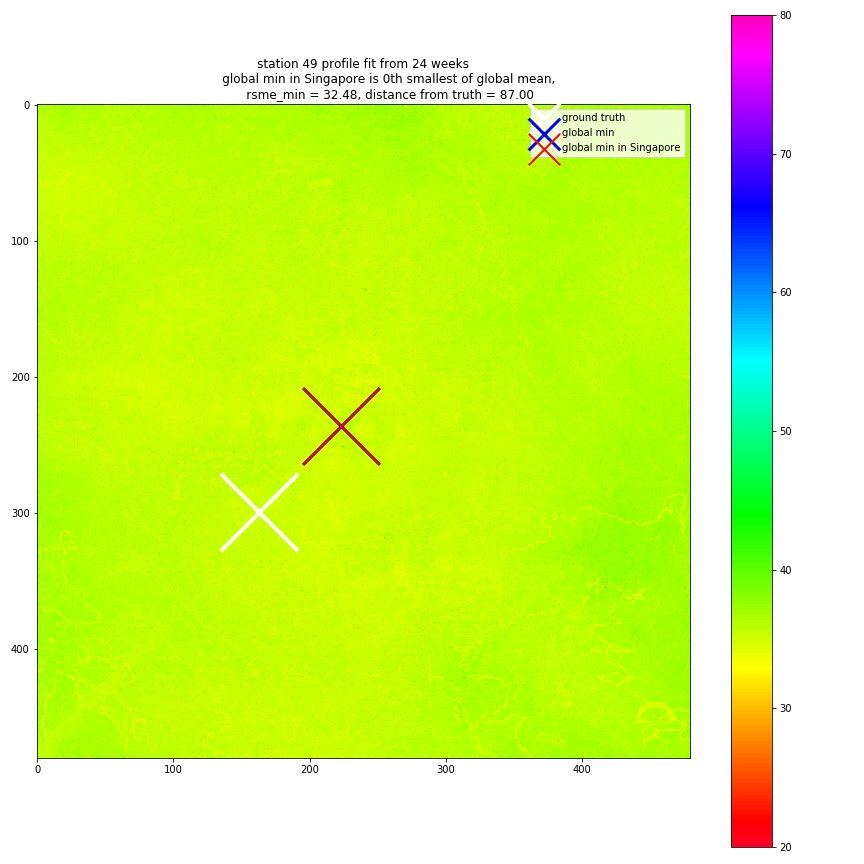 station 49 profile fit from 24 weeks
global min in Singapore is 0th smallest of global mean,
rsme_min = 32.48, distance from truth = 87.00
ground truth
global min
global min in Singapore
0
100
200
300
400
0 100 200 300 400
80
70
60
50
40
30
20